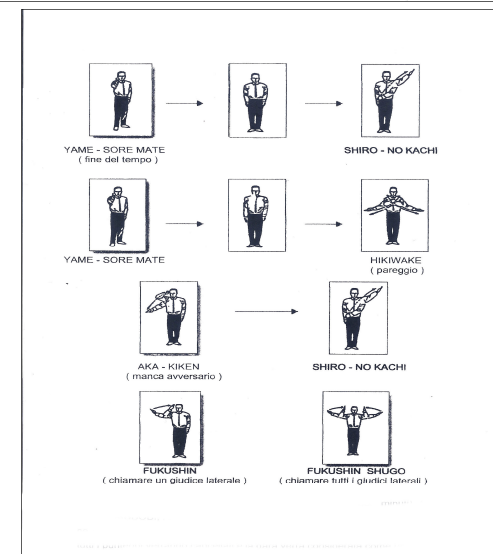 YAME - SORE MATE
( fine del tempo )
SHIRO - NO KACHI
YAME - SORE MATE
HIKIWAKE
( pareggio )
AKA - KIKEN
( manca avversario )
SHIRO - NO KACHI
FUKUSHIN
( chiamare un giudice laterale )
FUKUSHIN SHUGO
( chiamare tutti i giudici laterali )